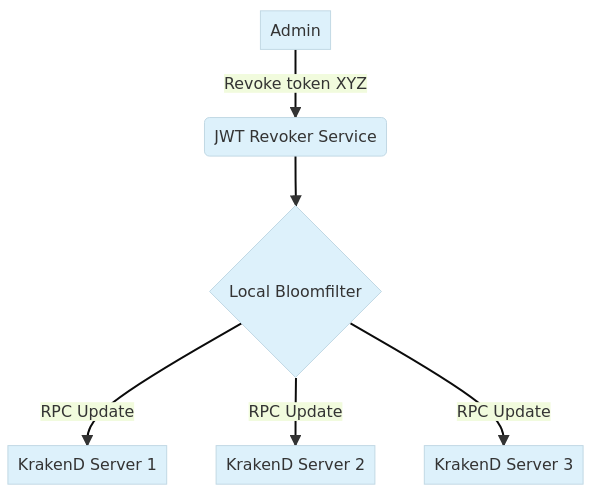 Admin
Revoke token XYZ
JWT Revoker Service
Local Bloomfilter
RPC Update
RPC Update
RPC Update
KrakenD Server 1
KrakenD Server 2
KrakenD Server 3